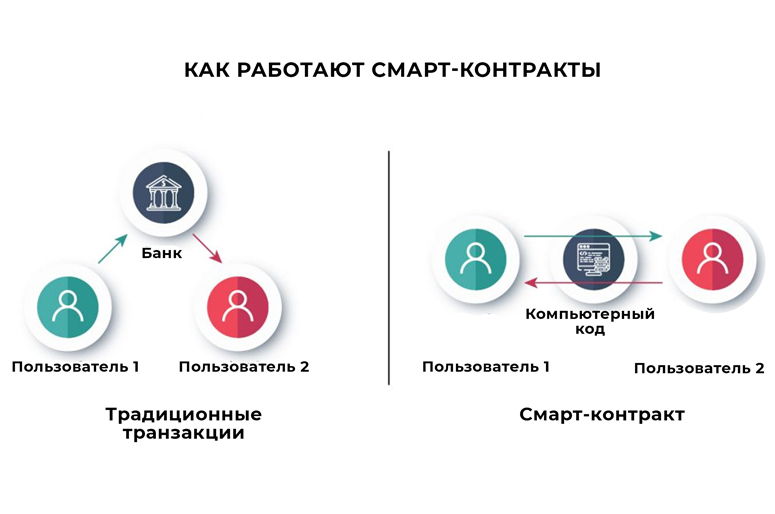 КАК РАБОТАЮТ СМАРТ-КОНТРАКТЫ
Банк
Пользователь 1
Пользователь 2
Традиционные
транзакции
Компьютерный
код
Пользователь 1
Пользователь 2
Смарт-контракт